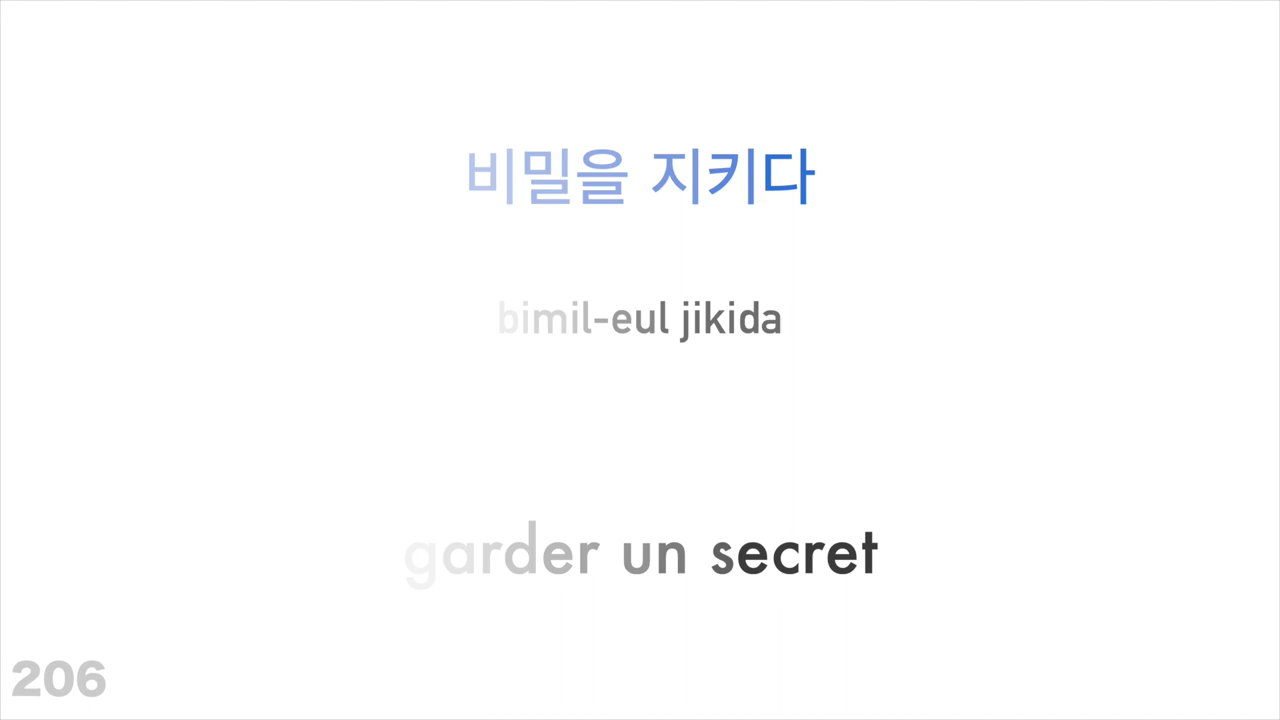 비밀을 지키다
bimil-eul jikida
garder un secret
206